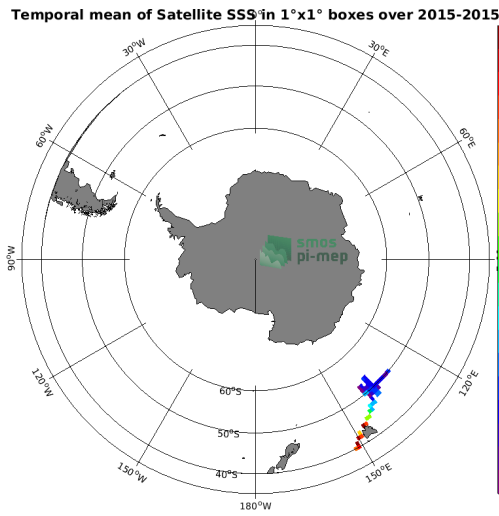 Temporal mean of Satellite SSS in 1°x1° boxes over 2015-2015
30°W
30°E
60°W
60°E
smos
pi-mep
90°W
120°W
120°E
60°S
50°S
40°S
150°W
150°E
180°W